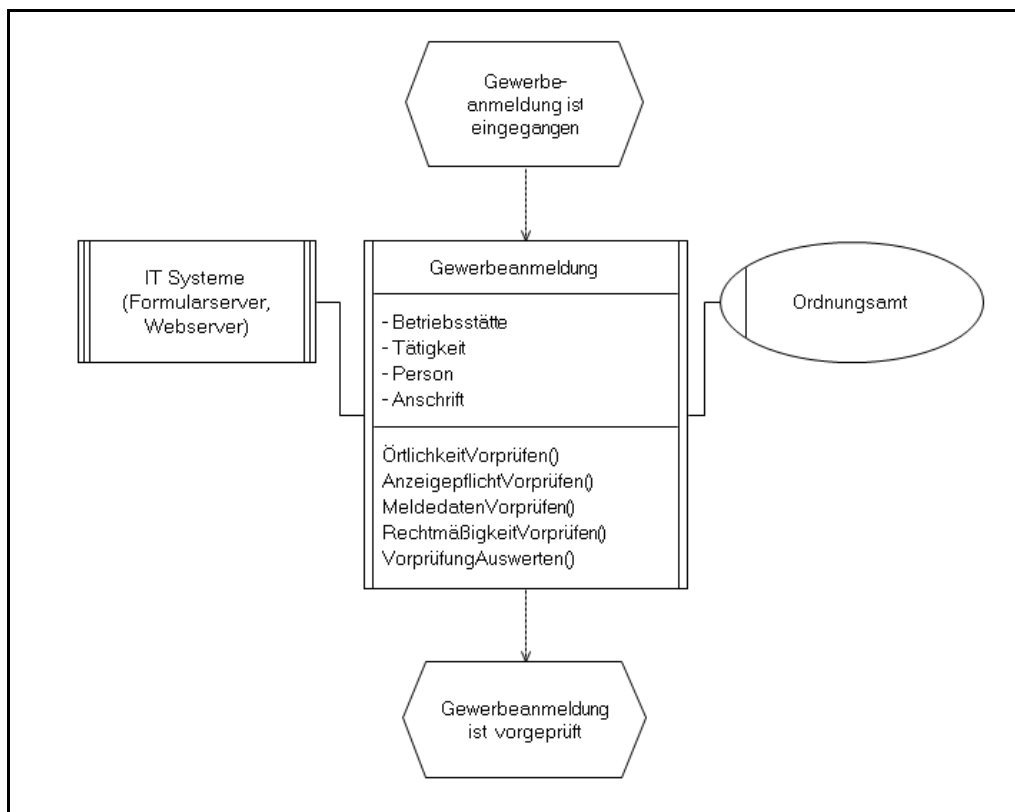 Gewerbe-
anmeldung ist
eingegangen
IT Systeme
(Formularserver,
Webserver)
Gewerbeanmeldung
- Betriebsstätte
- Tätigkeit
- Person
- Anschrift
ÖrtlichkeitVorprüfen()
AnzeigepflichtVorprüfen()
MeldedatenVorprüfen()
RechtmäßigkeitVorprüfen()
VorprüfungAuswerten()
Ordnungsamt
Gewerbeanmeldung
ist vorgeprüft